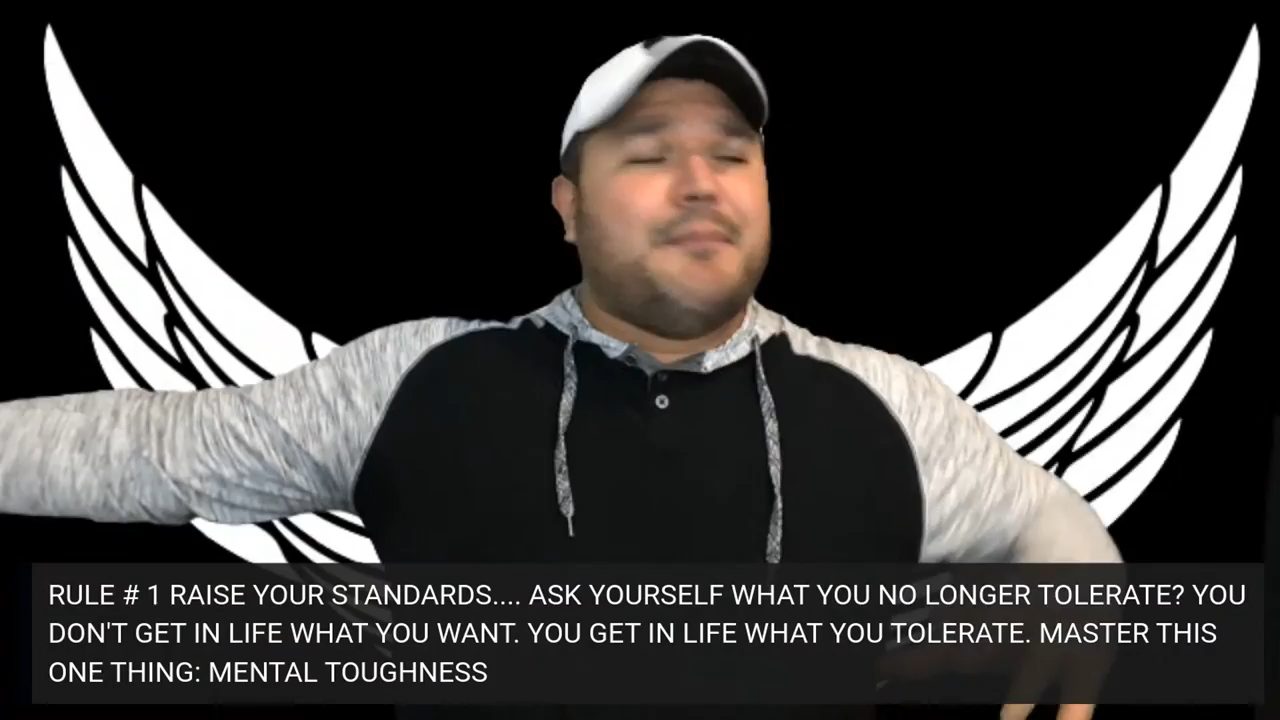 RULE # 1 RAISE YOUR STANDARDS.... ASK YOURSELF WHAT YOU NO LONGER TOLERATE? YOU
DON'T GET IN LIFE WHAT YOU WANT. YOU GET IN LIFE WHAT YOU TOLERATE. MASTER THIS
ONE THING: MENTAL TOUGHNESS